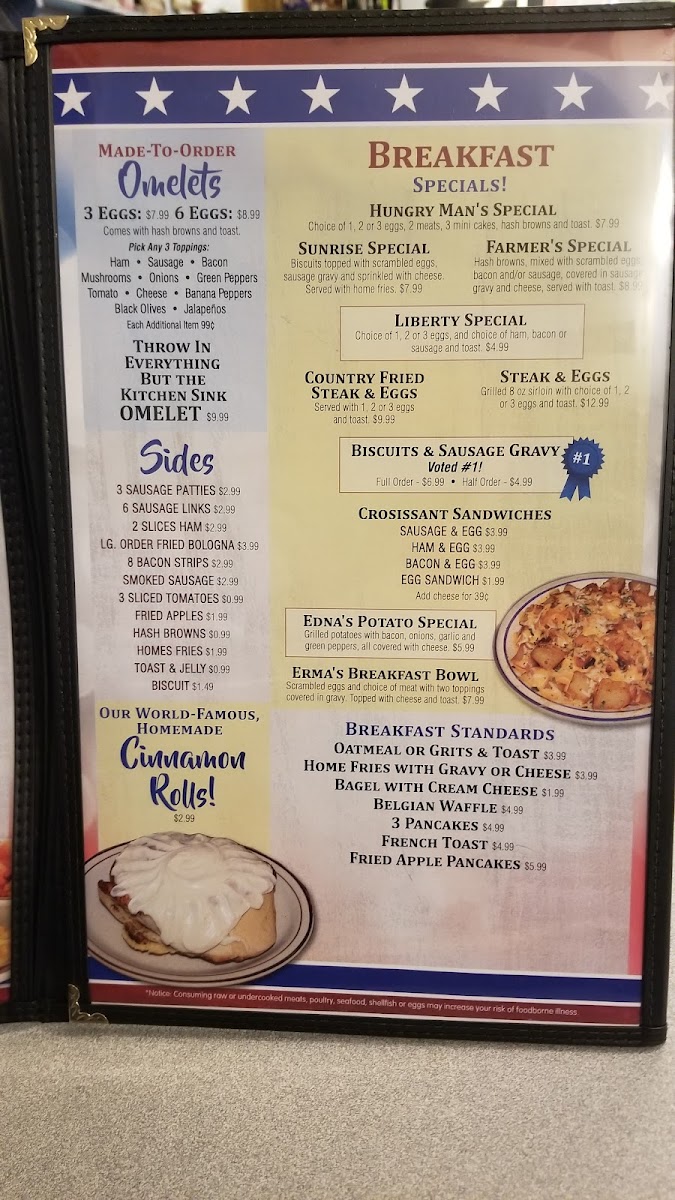 MADE-TO-ORDER
Omelets
3 EGGS: $7.99 6 EGGS: $8.99
Comes with hash browns and toast.
Pick Any 3 Toppings:
Ham • Sausage • Bacon
Mushrooms • Onions • Green Peppers
Tomato • Cheese • Banana Peppers
Black Olives • Jalapeños
Each Additional Item 99¢
THROW IN
EVERYTHING
BUT THE
KITCHEN SINK
OMELET $9.99
Sides
3 SAUSAGE PATTIES $2.99
6 SAUSAGE LINKS $2.99
2 SLICES HAM $2.99
LG. ORDER FRIED BOLOGNA $3.99
8 BACON STRIPS $2.99
SMOKED SAUSAGE $2.99
3 SLICED TOMATOES $0.99
FRIED APPLES $1.99
HASH BROWNS $0.99
HOMES FRIES $1.99
TOAST & JELLY $0.99
BISCUIT $1.49
OUR WORLD-FAMOUS,
HOMEMADE
Cinnamon
Rolls!
$2.99
BREAKFAST
SPECIALS!
HUNGRY MAN'S SPECIAL
Choice of 1, 2 or 3 eggs, 2 meats, 3 mini cakes, hash browns and toast. $7.99
SUNRISE SPECIAL
Biscuits topped with scrambled eggs,
sausage gravy and sprinkled with cheese.
Served with home fries. $7.99
FARMER'S SPECIAL
Hash browns, mixed with scrambled eggs,
bacon and/or sausage, covered in sausage
gravy and cheese, served with toast. $8.99
LIBERTY SPECIAL
Choice of 1, 2 or 3 eggs, and choice of ham, bacon or
sausage and toast. $4.99
COUNTRY FRIED
STEAK & EGGS
Served with 1, 2 or 3 eggs
and toast. $9.99
STEAK & EGGS
Grilled 8 oz sirloin with choice of 1, 2
or 3 eggs and toast. $12.99
BISCUITS & SAUSAGE GRAVY
Voted #1!
Full Order - $6.99 • Half Order - $4.99
#1
CROSISSANT SANDWICHES
SAUSAGE & EGG $3.99
HAM & EGG $3.99
BACON & EGG $3.99
EGG SANDWICH $1.99
Add cheese for 39¢
EDNA'S POTATO SPECIAL
Grilled potatoes with bacon, onions, garlic and
green peppers, all covered with cheese. $5.99
ERMA'S BREAKFAST BOWL
Scrambled eggs and choice of meat with two toppings
covered in gravy. Topped with cheese and toast. $7.99
BREAKFAST STANDARDS
OATMEAL OR GRITS & TOAST $3.99
HOME FRIES WITH GRAVY OR CHEESE $3.99
BAGEL WITH CREAM CHEESE $1.99
BELGIAN WAFFLE $4.99
3 PANCAKES $4.99
FRENCH TOAST $4.99
FRIED APPLE PANCAKES $5.99
*Notice: Consuming raw or undercooked meats, poultry, seafood, shellfish or eggs may increase your risk of foodborne illness.